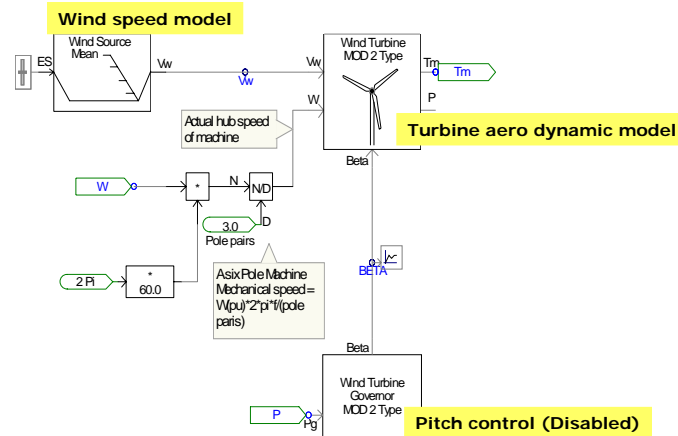 Wind speed model
Wind Source
Mean
ES
Vw
Vw
Wind Turbine
MOD 2 Type
Vw
W
Tm
Tm
P
Beta
Turbine aero dynamic model
Actual hub speed
of machine
W
*
N
N/D
D
3.0
Pole pairs
2 Pi
*
60.0
A six Pole Machine
Mechanical speed =
W(pu)*2*pi*f/(pole
paris)
BETA
Beta
Wind Turbine
Governor
MOD 2 Type
P
Pg
Pitch control (Disabled)